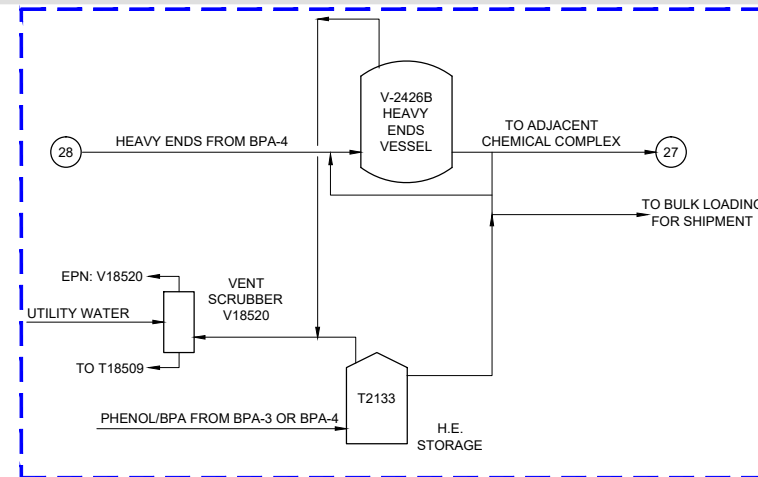 V-2426B
HEAVY
ENDS
VESSEL
TO ADJACENT
CHEMICAL COMPLEX
28
HEAVY ENDS FROM BPA-4
27
TO BULK LOADING
FOR SHIPMENT
EPN: V18520
VENT
SCRUBBER
V18520
UTILITY WATER
TO T18509
T2133
PHENOL/BPA FROM BPA-3 OR BPA-4
H.E.
STORAGE